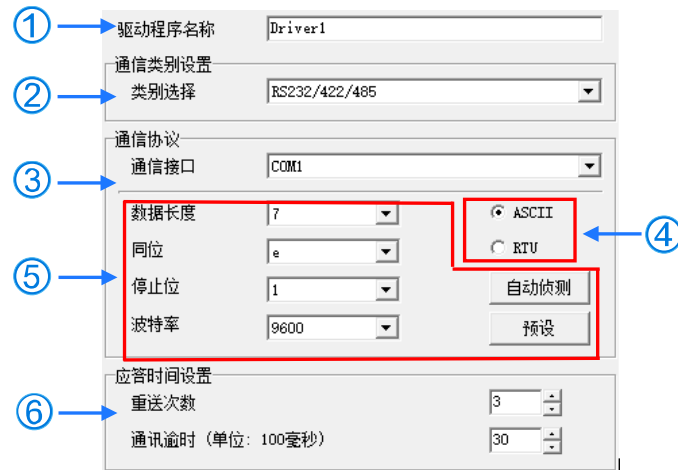 ① 驱动程序名称 Driver1
通信类别设置
② 类别选择 RS232/422/485
通信协议
③ 通信接口 COM1
数据长度 7 ASCII
④
同位 e RTU
⑤ 停止位 1 自动侦测
波特率 9600 预设
应答时间设置
⑥ 重送次数 3
通讯逾时（单位：100毫秒） 30